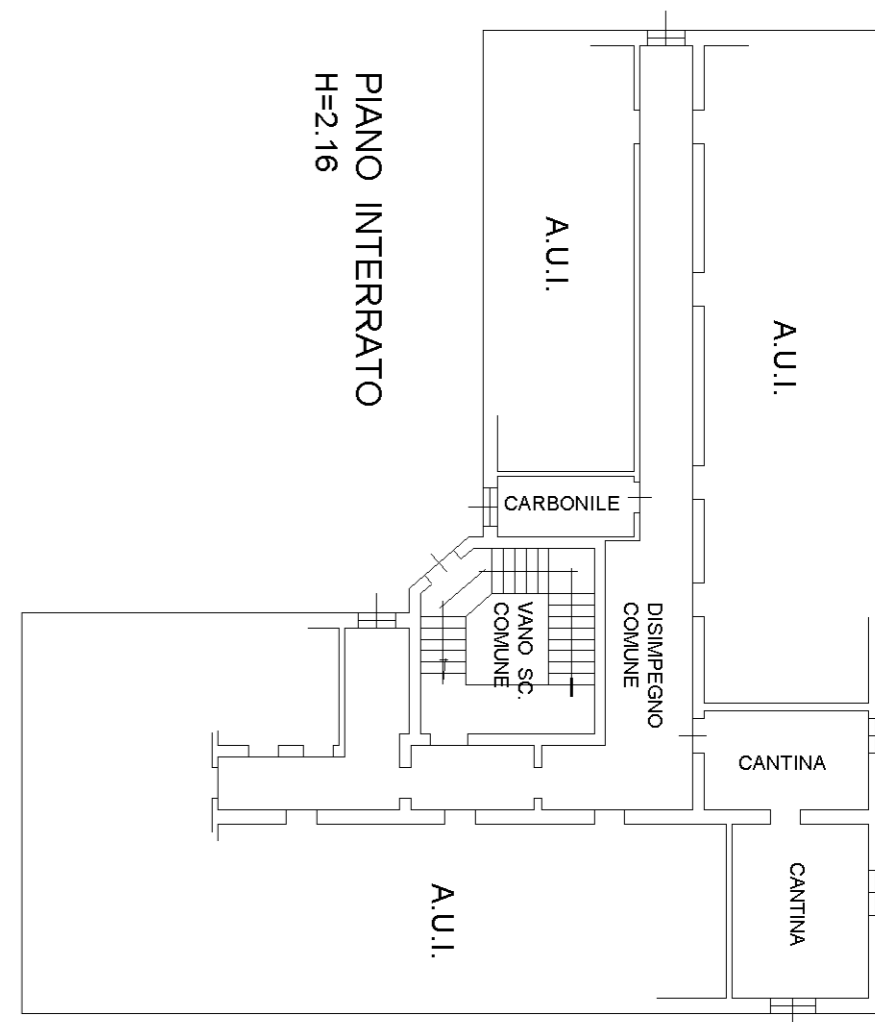 PIANO INTERRATO
H=2.16
A.U.I.
A.U.I.
CARBONILE
VANO SC.
COMUNE
DISIMPEGNO
COMUNE
CANTINA
CANTINA
A.U.I.